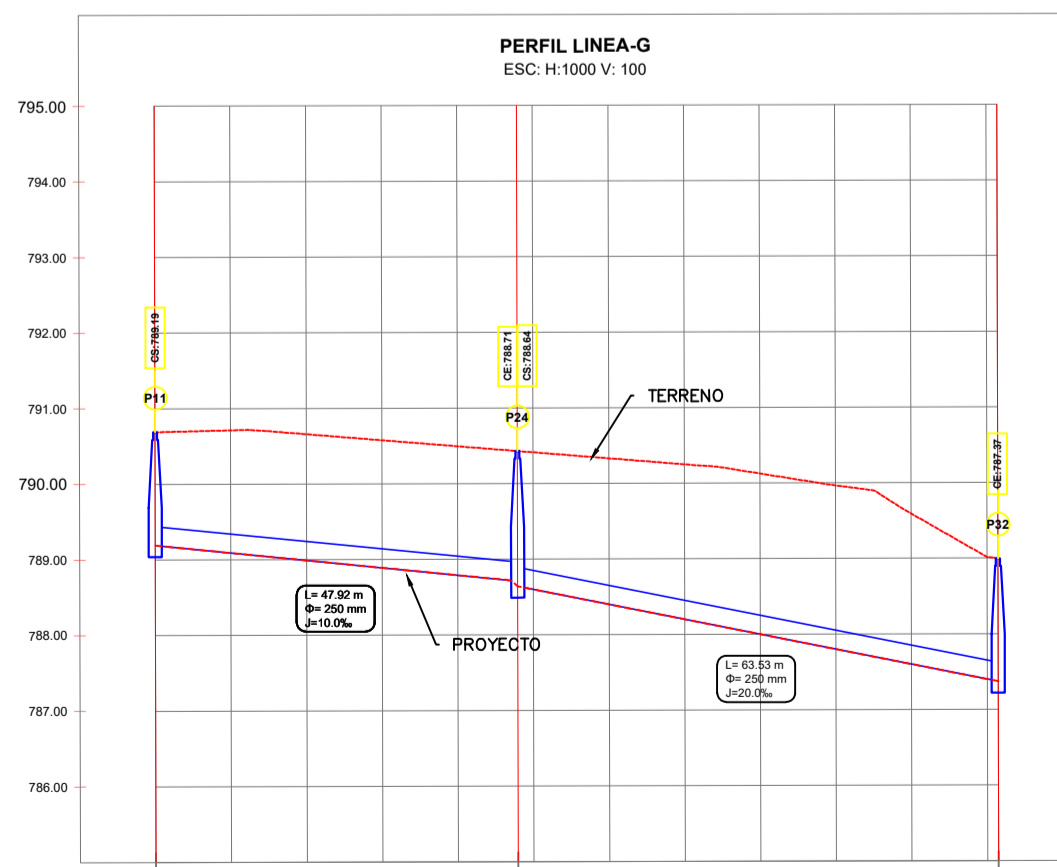 PERFIL LINEA-G
ESC: H:1000 V: 100
795.00
794.00
793.00
792.00
791.00
790.00
789.00
788.00
787.00
786.00
CS:789.19
P11
CE:788.71
CS:788.64
P24
TERRENO
CE:787.37
P32
L= 47.92 m
Φ= 250 mm
J=10.0‰
PROYECTO
L= 63.53 m
Φ= 250 mm
J=20.0‰